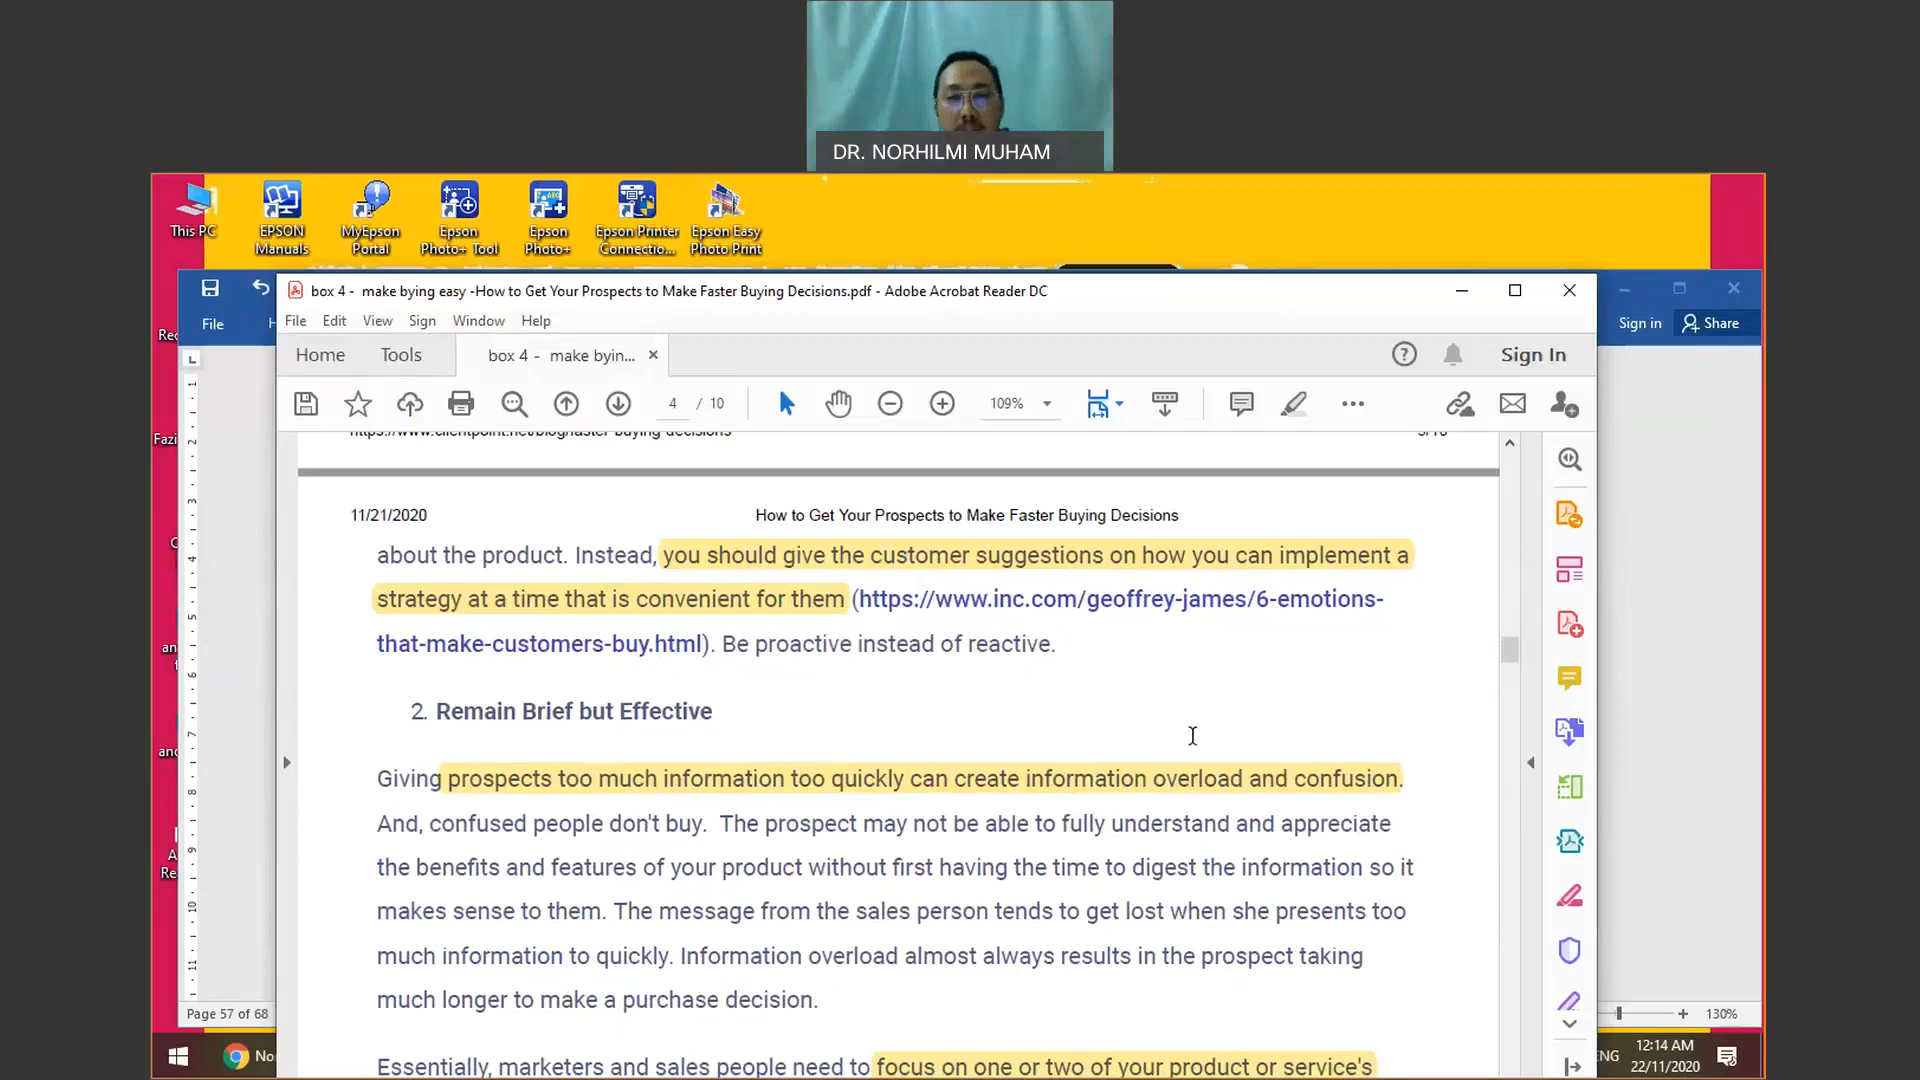 DR. NORHILMI MUHAM
This PC
EPSON Manuals
MyEpson Portal
Epson Photo+ Tool
Epson Photo+
Epson Printer Connectio...
Epson Easy Photo Print
box 4 - make bying easy -How to Get Your Prospects to Make Faster Buying Decisions.pdf - Adobe Acrobat Reader DC
File
Sign in
Share
File Edit View Sign Window Help
Home Tools box 4 - make byin... Sign In
4 / 10 109%
https://www.clientpoint.net/blog/faster-buying-decisions
11/21/2020 How to Get Your Prospects to Make Faster Buying Decisions
about the product. Instead, you should give the customer suggestions on how you can implement a
strategy at a time that is convenient for them (https://www.inc.com/geoffrey-james/6-emotions-
that-make-customers-buy.html). Be proactive instead of reactive.
2. Remain Brief but Effective
Giving prospects too much information too quickly can create information overload and confusion.
And, confused people don't buy. The prospect may not be able to fully understand and appreciate
the benefits and features of your product without first having the time to digest the information so it
makes sense to them. The message from the sales person tends to get lost when she presents too
much information to quickly. Information overload almost always results in the prospect taking
much longer to make a purchase decision.
Essentially, marketers and sales people need to focus on one or two of your product or service's
Page 57 of 68
130%
ENG
12:14 AM
22/11/2020